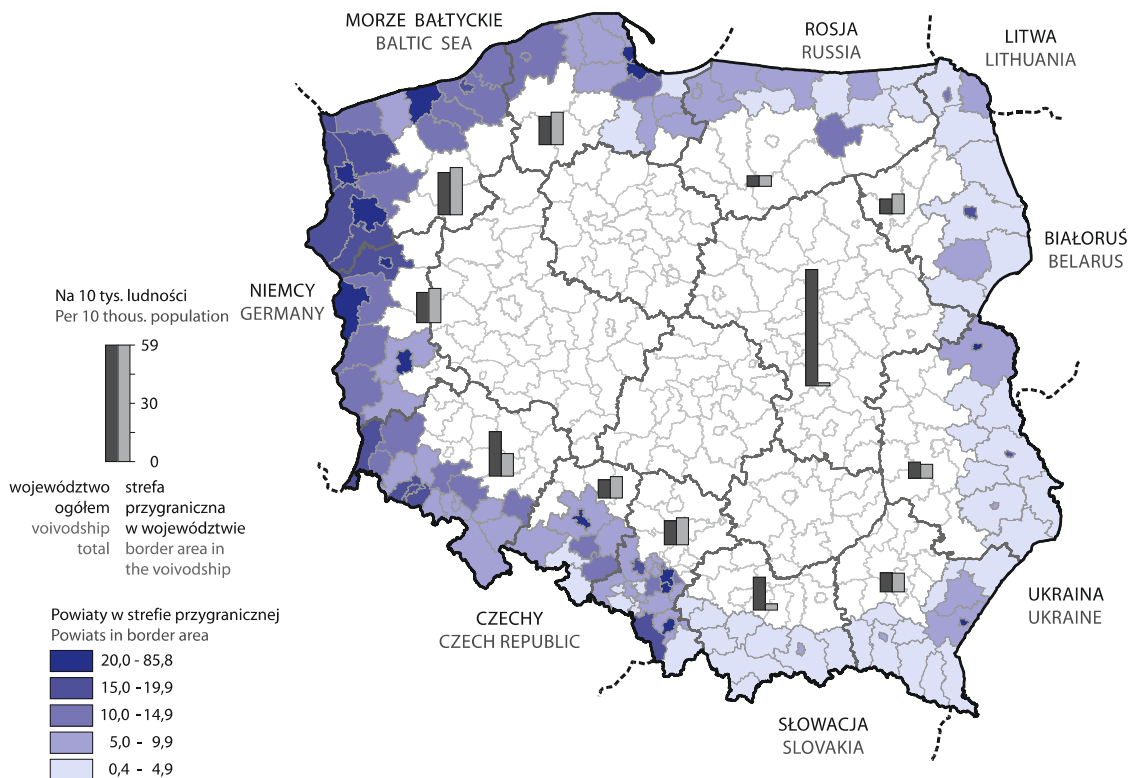 MORZE BAŁTYCKIE
BALTIC SEA
ROSJA
RUSSIA
LITWA
LITHUANIA
BIAŁORUŚ
BELARUS
NIEMCY
GERMANY
Na 10 tys. ludności
Per 10 thous. population
59
30
0
województwo
ogółem
voivodship
total
strefa
przygraniczna
w województwie
border area in
the voivodship
CZECHY
CZECH REPUBLIC
UKRAINA
UKRAINE
SŁOWACJA
SLOVAKIA
Powiaty w strefie przygranicznej
Powiats in border area
20,0 - 85,8
15,0 - 19,9
10,0 - 14,9
5,0 - 9,9
0,4 - 4,9